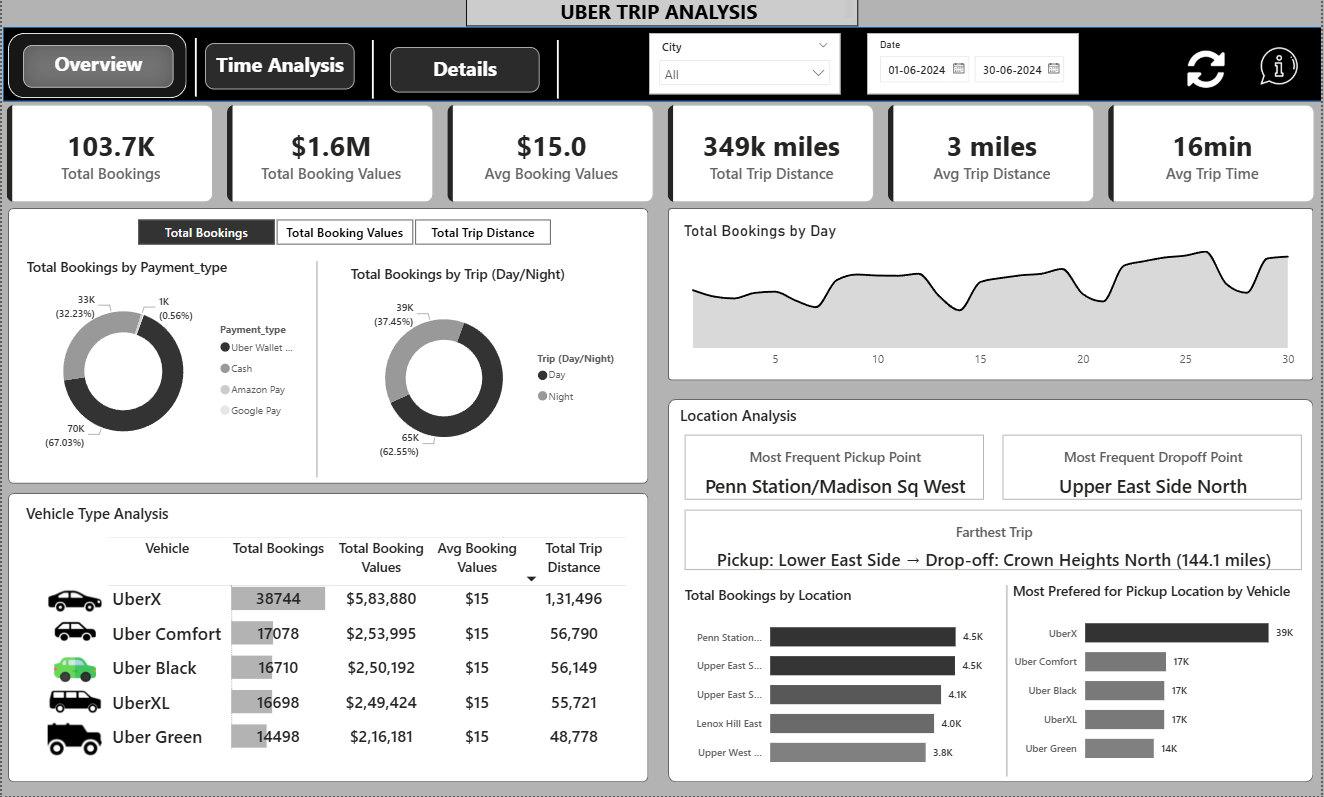 UBER TRIP ANALYSIS
Overview
Time Analysis
Details
City
All
Date
01-06-2024
30-06-2024
i
103.7K
Total Bookings
$1.6M
Total Booking Values
$15.0
Avg Booking Values
349k miles
Total Trip Distance
3 miles
Avg Trip Distance
16min
Avg Trip Time
Total Bookings
Total Booking Values
Total Trip Distance
Total Bookings by Payment_type
33K
(32.23%)
1K
(0.56%)
70K
(67.03%)
Payment_type
Uber Wallet ...
Cash
Amazon Pay
Google Pay
Total Bookings by Trip (Day/Night)
39K
(37.45%)
65K
(62.55%)
Trip (Day/Night)
Day
Night
Total Bookings by Day
5 10 15 20 25 30
Vehicle Type Analysis
Vehicle Total Bookings Total Booking Values Avg Booking Values Total Trip Distance
UberX 38744 $5,83,880 $15 1,31,496
Uber Comfort 17078 $2,53,995 $15 56,790
Uber Black 16710 $2,50,192 $15 56,149
UberXL 16698 $2,49,424 $15 55,721
Uber Green 14498 $2,16,181 $15 48,778
Location Analysis
Most Frequent Pickup Point
Penn Station/Madison Sq West
Most Frequent Dropoff Point
Upper East Side North
Farthest Trip
Pickup: Lower East Side → Drop-off: Crown Heights North (144.1 miles)
Total Bookings by Location
Penn Station... 4.5K
Upper East S... 4.5K
Upper East S... 4.1K
Lenox Hill East 4.0K
Upper West ... 3.8K
Most Prefered for Pickup Location by Vehicle
UberX 39K
Uber Comfort 17K
Uber Black 17K
UberXL 17K
Uber Green 14K